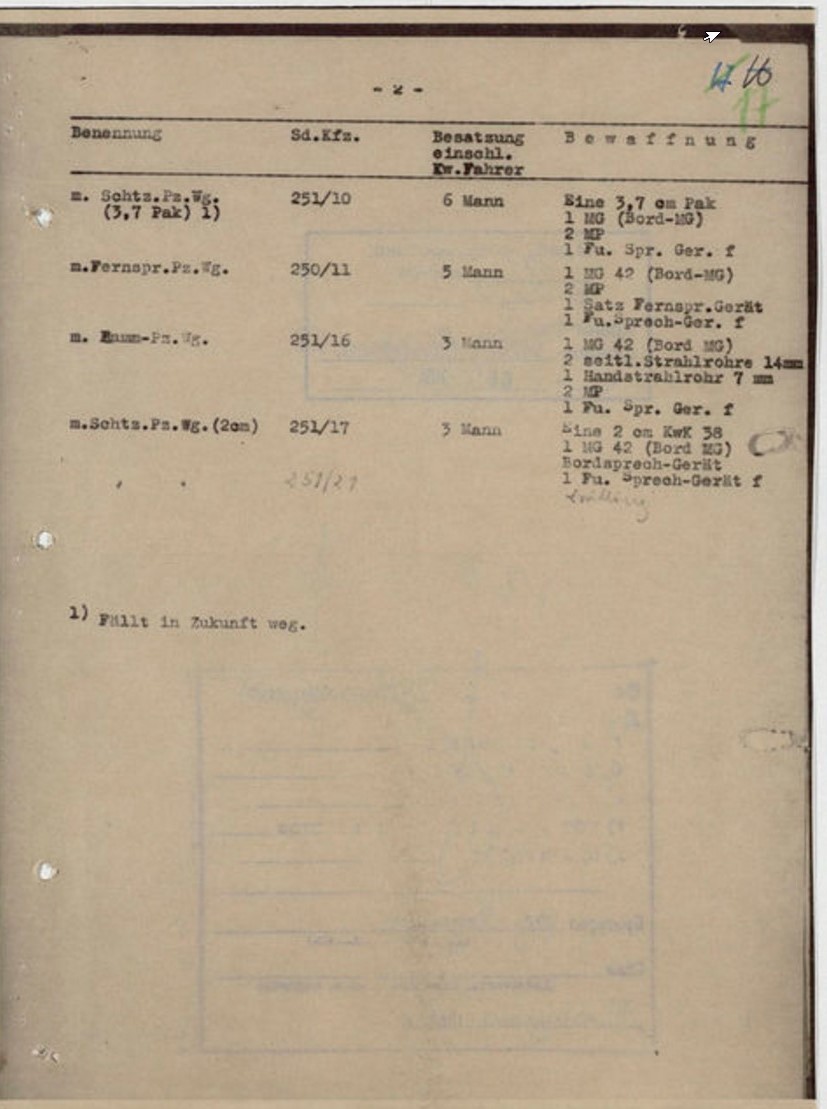 - 2 -
16
17
Benennung Sd.Kfz. Besatzung B e w a f f n u n g
einschl.
Kw.Fahrer
m. Schtz.Pz.Wg. 251/10 6 Mann Eine 3,7 cm Pak
(3,7 Pak) 1) 1 MG (Bord-MG)
2 MP
1 Fu. Spr. Ger. f
m.Fernspr.Pz.Wg. 250/11 5 Mann 1 MG 42 (Bord-MG)
2 MP
1 Satz Fernspr.Gerät
1 Fu.Sprech-Ger. f
m. Flamm-Pz.Wg. 251/16 3 Mann 1 MG 42 (Bord MG)
2 seitl.Strahlrohre 14mm
1 Handstrahlrohr 7 mm
2 MP
1 Fu. Spr. Ger. f
m.Schtz.Pz.Wg.(2cm) 251/17 3 Mann Eine 2 cm KwK 38
1 MG 42 (Bord MG)
Bordsprech-Gerät
" " 251/21 1 Fu. Sprech-Gerät f
1) Fällt in Zukunft weg.